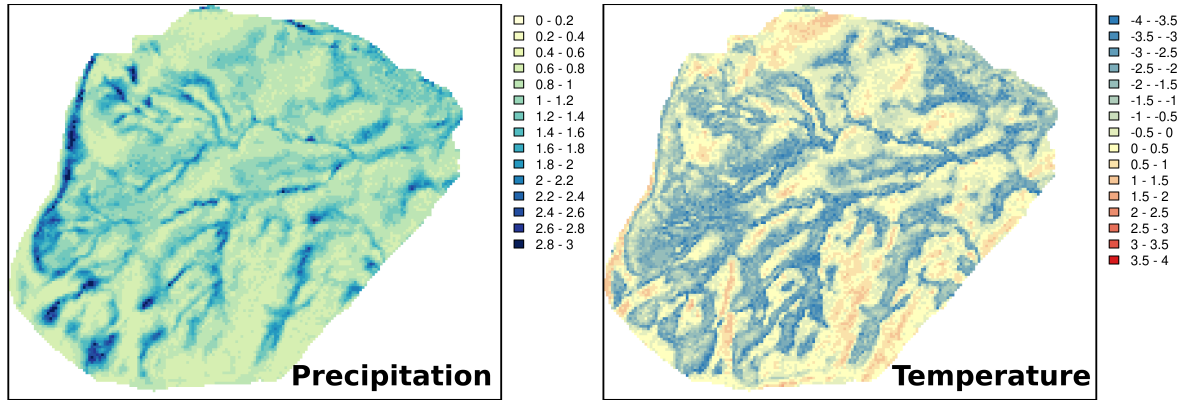 0 - 0.2
0.2 - 0.4
0.4 - 0.6
0.6 - 0.8
0.8 - 1
1 - 1.2
1.2 - 1.4
1.4 - 1.6
1.6 - 1.8
1.8 - 2
2 - 2.2
2.2 - 2.4
2.4 - 2.6
2.6 - 2.8
2.8 - 3
Precipitation
-4 - -3.5
-3.5 - -3
-3 - -2.5
-2.5 - -2
-2 - -1.5
-1.5 - -1
-1 - -0.5
-0.5 - 0
0 - 0.5
0.5 - 1
1 - 1.5
1.5 - 2
2 - 2.5
2.5 - 3
3 - 3.5
3.5 - 4
Temperature